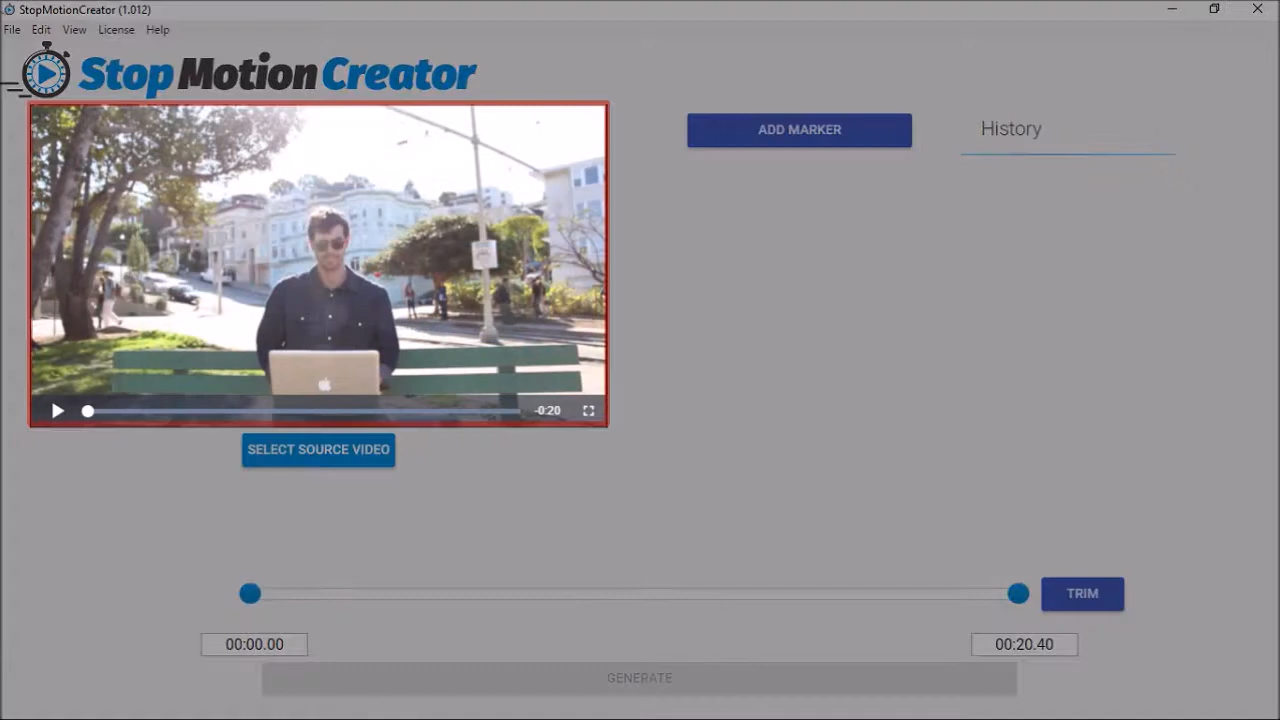 StopMotionCreator (1.012)
File Edit View License Help
Stop Motion Creator
ADD MARKER
History
-0:20
SELECT SOURCE VIDEO
TRIM
00:00.00
00:20.40
GENERATE